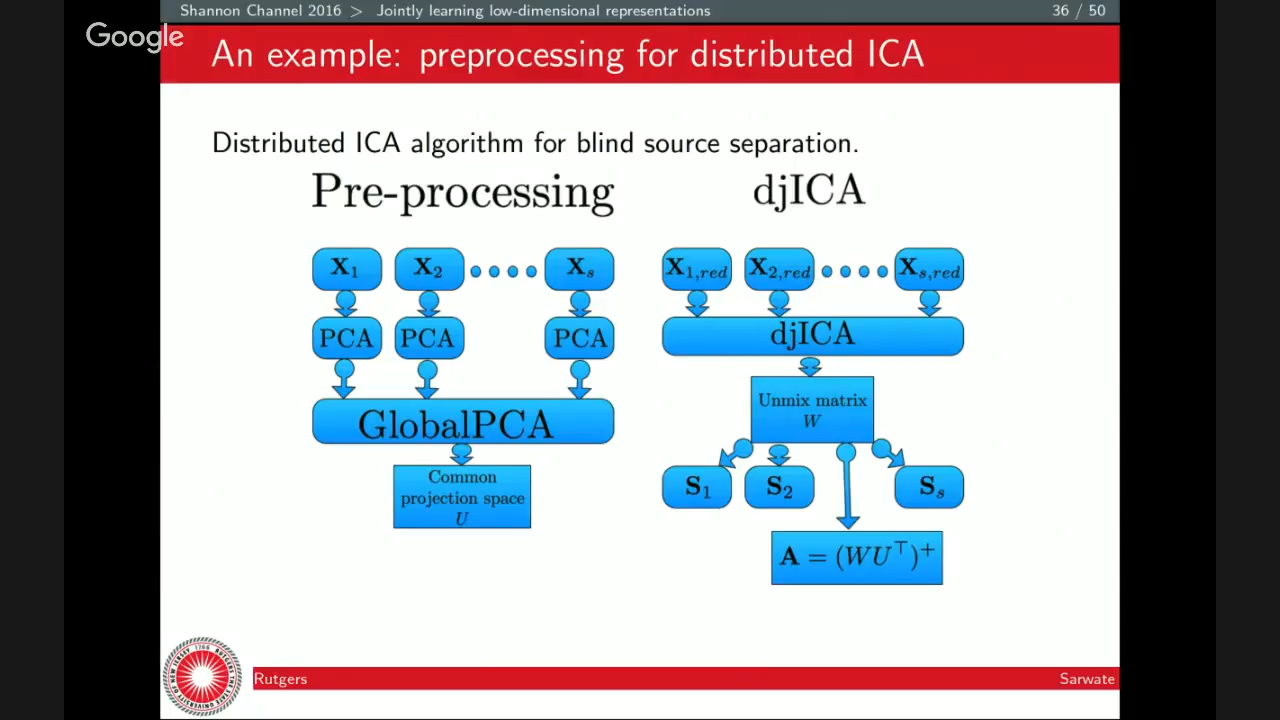 Shannon Channel 2016 > Jointly learning low-dimensional representations 36 / 50
Google
An example: preprocessing for distributed ICA
Distributed ICA algorithm for blind source separation.
Pre-processing
X1 X2 Xs
PCA PCA PCA
GlobalPCA
Common
projection space
U
djICA
X1,red X2,red Xs,red
djICA
Unmix matrix
W
S1 S2 Ss
A = (WU⊤)+
Rutgers Sarwate